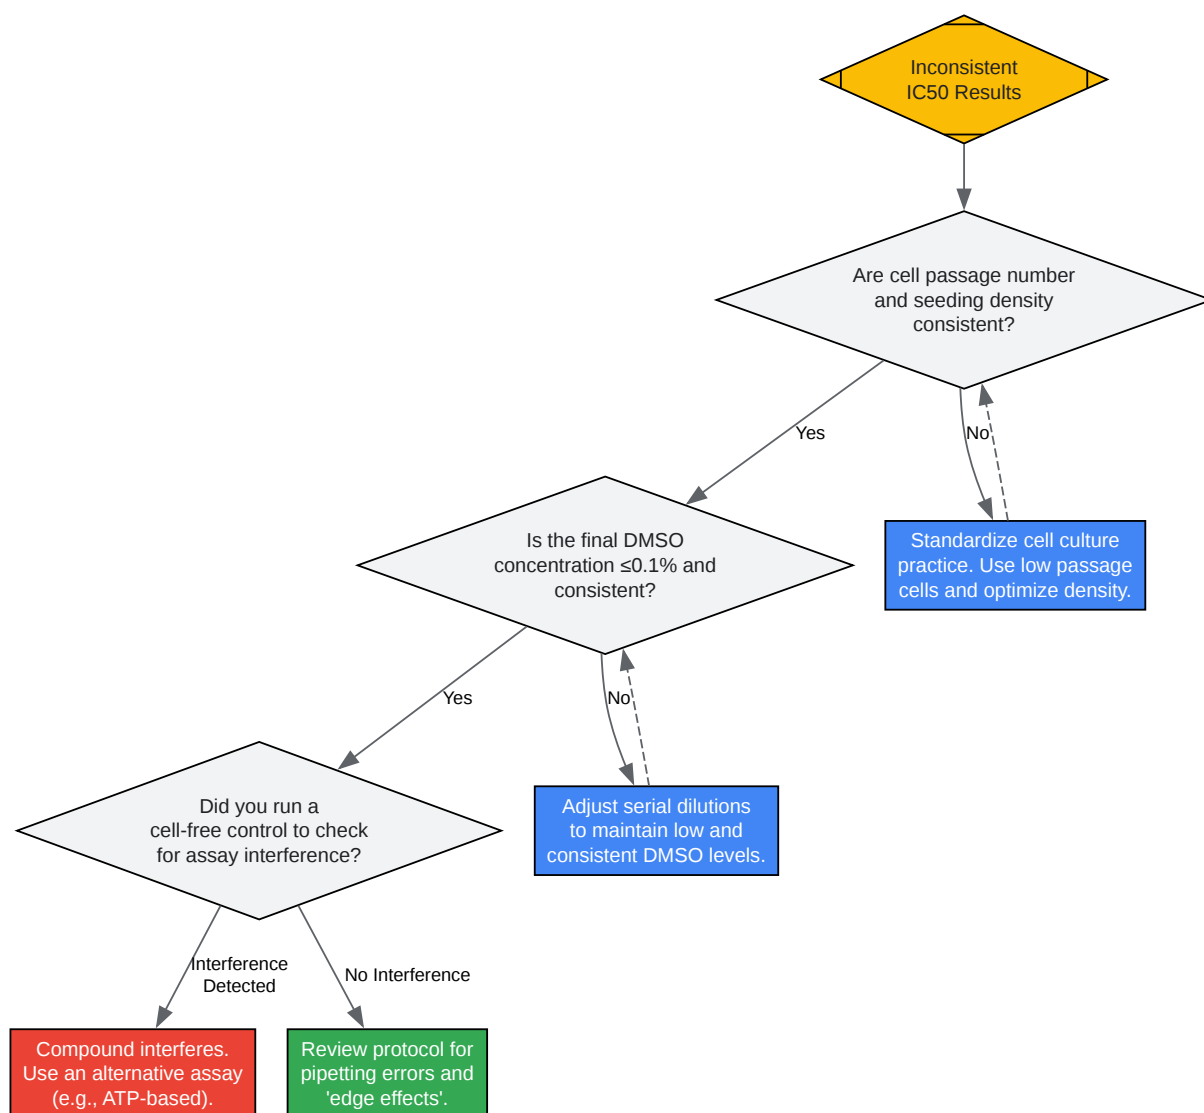 Inconsistent
IC50 Results
Are cell passage number
and seeding density
consistent?
Yes
No
Standardize cell culture
practice. Use low passage
cells and optimize density.
Is the final DMSO
concentration ≤0.1% and
consistent?
Yes
No
Adjust serial dilutions
to maintain low and
consistent DMSO levels.
Did you run a
cell-free control to check
for assay interference?
Interference
Detected
No Interference
Compound interferes.
Use an alternative assay
(e.g., ATP-based).
Review protocol for
pipetting errors and
'edge effects'.